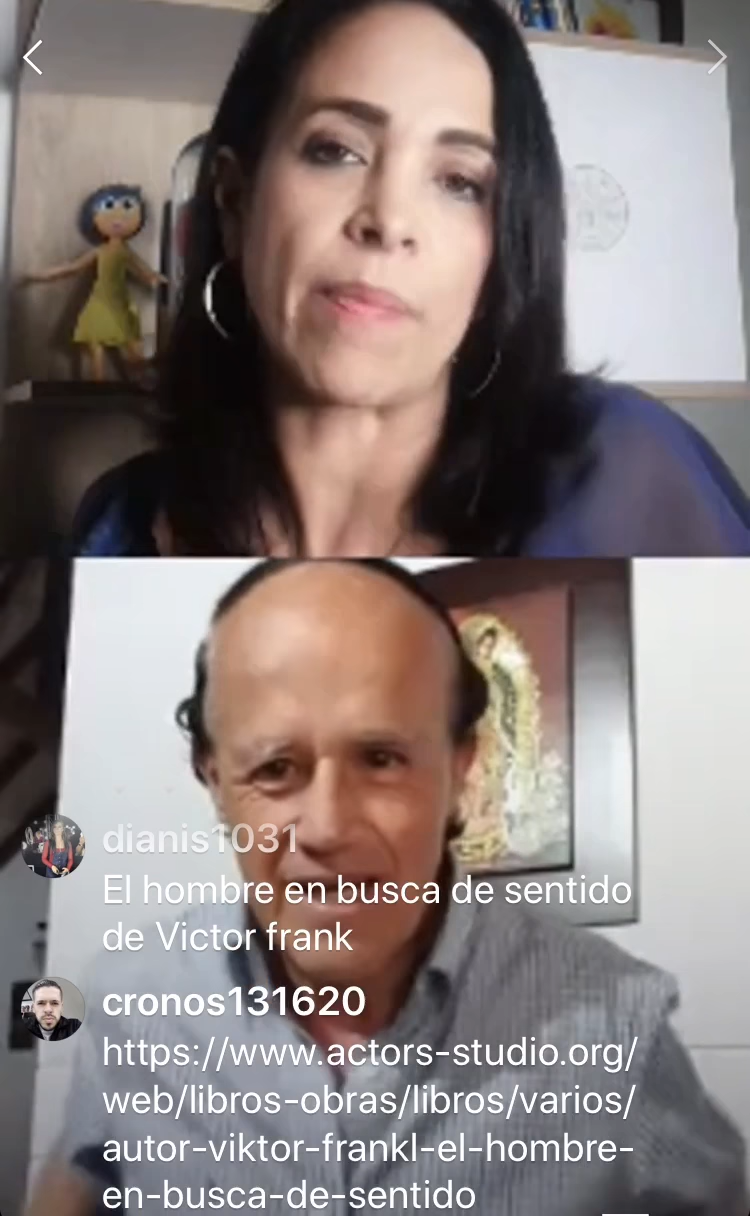 dianis1031
El hombre en busca de sentido
de Victor frank
cronos131620
https://www.actors-studio.org/
web/libros-obras/libros/varios/
autor-viktor-frankl-el-hombre-
en-busca-de-sentido